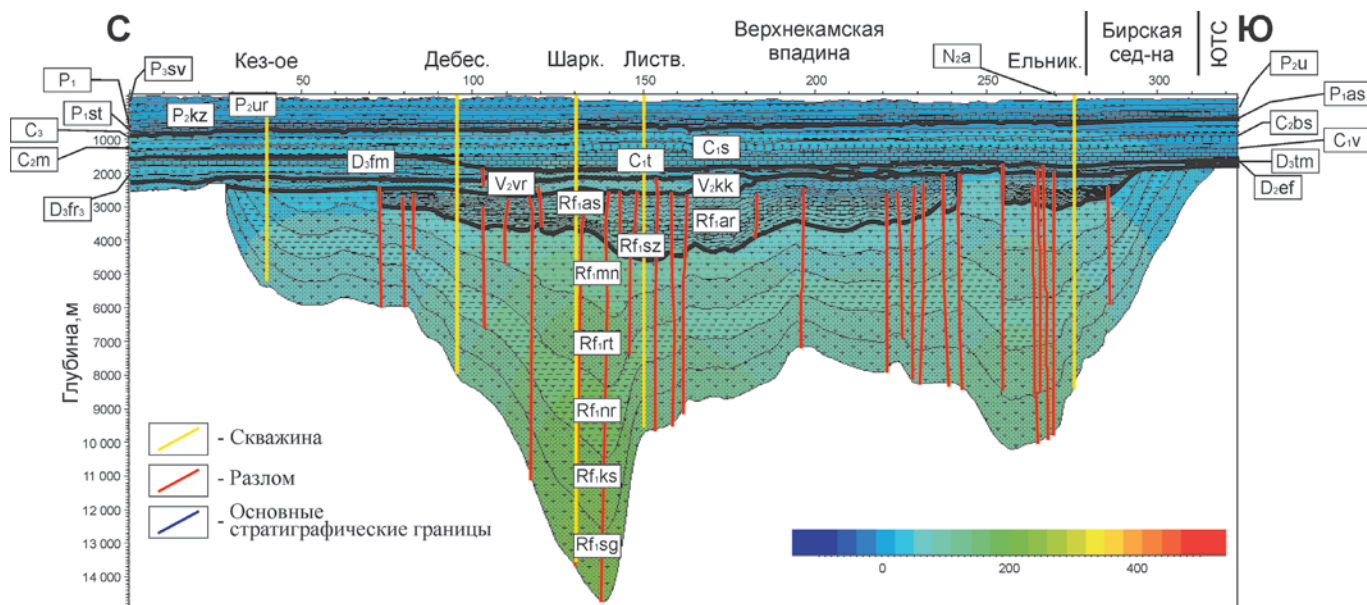 С
Ю
Верхнекамская
впадина
Бирская
сед-на
ЮТС
Кез-ое
Дебес.
Шарк.
Листв.
N₂a
Ельник.
50
100
150
200
250
300
P₃sv
P₁
P₁st
C₃
C₂m
D₃fr₃
P₂kz
P₂ur
D₃fm
V₂vr
C₁t
C₁s
V₂kk
Rf₁as
Rf₁ar
Rf₁sz
Rf₁mn
Rf₁rt
Rf₁nr
Rf₁ks
Rf₁sg
P₂u
P₁as
C₂bs
C₁v
D₃tm
D₂ef
Глубина,м
1000
2000
3000
4000
5000
6000
7000
8000
9000
10 000
11 000
12 000
13 000
14 000
- Скважина
- Разлом
- Основные
стратиграфические границы
0
200
400